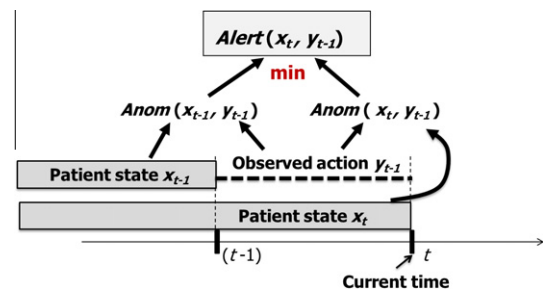 Alert (xt, yt-1)
min
Anom (xt-1, yt-1)
Anom ( xt, yt-1)
Observed action yt-1
Patient state xt-1
Patient state xt
(t-1)
t
Current time